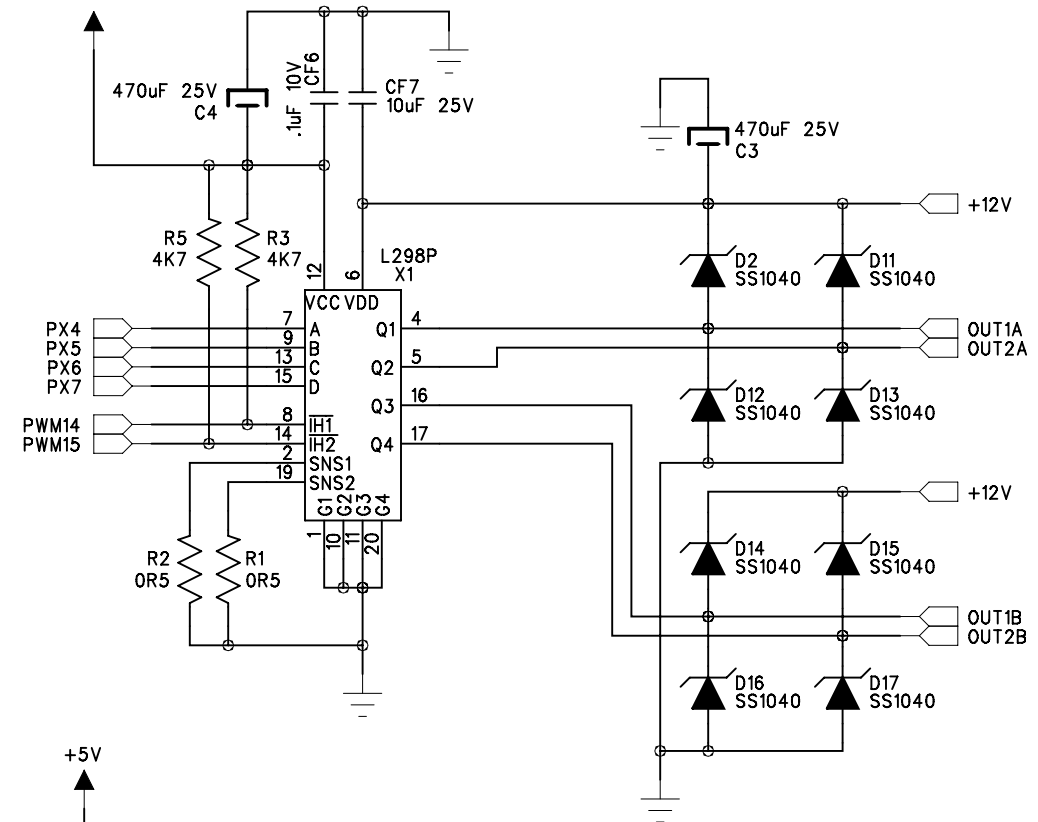 470uF 25V
C4
.1uF 10V
CF6
CF7
10uF 25V
470uF 25V
C3
+12V
R5
4K7
R3
4K7
12
6
L298P
X1
D2
SS1040
D11
SS1040
VCC VDD
PX4
7
A
Q1
4
OUT1A
PX5
9
B
OUT2A
PX6
13
C
Q2
5
PX7
15
D
D12
SS1040
D13
SS1040
Q3
16
PWM14
8
IH1
PWM15
14
IH2
Q4
17
2
SNS1
19
SNS2
+12V
G1
G2
G3
G4
1
10
11
20
R2
0R5
R1
0R5
D14
SS1040
D15
SS1040
OUT1B
OUT2B
D16
SS1040
D17
SS1040
+5V